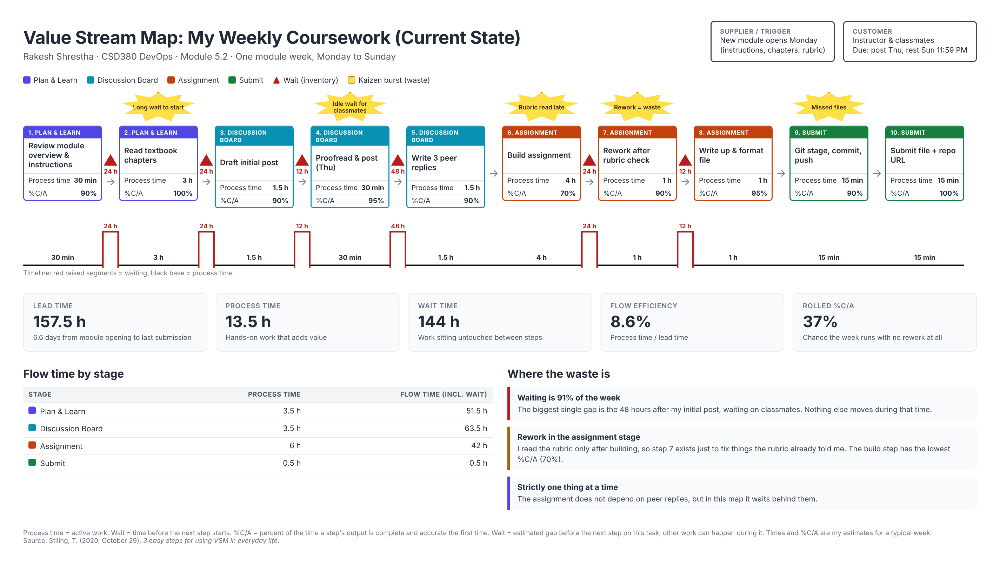 Value Stream Map: My Weekly Coursework (Current State)
Rakesh Shrestha · CSD380 DevOps · Module 5.2 · One module week, Monday to Sunday
SUPPLIER / TRIGGER
New module opens Monday
(instructions, chapters, rubric)
CUSTOMER
Instructor & classmates
Due: post Thu, rest Sun 11:59 PM
Plan & Learn
Discussion Board
Assignment
Submit
Wait (inventory)
Kaizen burst (waste)
Long wait to start
Idle wait for
classmates
Rubric read late
Rework = waste
Missed files
1. PLAN & LEARN
Review module
overview &
instructions
Process time 30 min
%C/A 90%
24 h
→
2. PLAN & LEARN
Read textbook
chapters
Process time 3 h
%C/A 100%
24 h
→
3. DISCUSSION
BOARD
Draft initial post
Process time 1.5 h
%C/A 90%
12 h
→
4. DISCUSSION
BOARD
Proofread & post
(Thu)
Process time 30 min
%C/A 95%
48 h
→
5. DISCUSSION
BOARD
Write 3 peer
replies
Process time 1.5 h
%C/A 90%
→
6. ASSIGNMENT
Build assignment
Process time 4 h
%C/A 70%
24 h
→
7. ASSIGNMENT
Rework after
rubric check
Process time 1 h
%C/A 90%
12 h
→
8. ASSIGNMENT
Write up & format
file
Process time 1 h
%C/A 95%
→
9. SUBMIT
Git stage, commit,
push
Process time 15 min
%C/A 90%
→
10. SUBMIT
Submit file + repo
URL
Process time 15 min
%C/A 100%
24 h 24 h 12 h 48 h 24 h 12 h
30 min 3 h 1.5 h 30 min 1.5 h 4 h 1 h 1 h 15 min 15 min
Timeline: red raised segments = waiting, black base = process time
LEAD TIME
157.5 h
6.6 days from module opening to last submission
PROCESS TIME
13.5 h
Hands-on work that adds value
WAIT TIME
144 h
Work sitting untouched between steps
FLOW EFFICIENCY
8.6%
Process time / lead time
ROLLED %C/A
37%
Chance the week runs with no rework at all
Flow time by stage
STAGE PROCESS TIME FLOW TIME (INCL. WAIT)
Plan & Learn 3.5 h 51.5 h
Discussion Board 3.5 h 63.5 h
Assignment 6 h 42 h
Submit 0.5 h 0.5 h
Where the waste is
Waiting is 91% of the week
The biggest single gap is the 48 hours after my initial post, waiting on classmates. Nothing else moves during that time.
Rework in the assignment stage
I read the rubric only after building, so step 7 exists just to fix things the rubric already told me. The build step has the lowest
%C/A (70%).
Strictly one thing at a time
The assignment does not depend on peer replies, but in this map it waits behind them.
Process time = active work. Wait = time before the next step starts. %C/A = percent of the time a step's output is complete and accurate the first time. Wait = estimated gap before the next step on this task; other work can happen during it. Times and %C/A are my estimates for a typical week.
Source: Stiling, T. (2020, October 29). 3 easy steps for using VSM in everyday life.